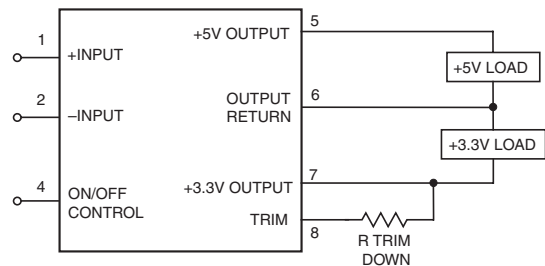 5
+5V OUTPUT
1
+INPUT
+5V LOAD
2
–INPUT
OUTPUT
RETURN
6
+3.3V LOAD
4
ON/OFF
CONTROL
+3.3V OUTPUT
7
TRIM
8
R TRIM
DOWN